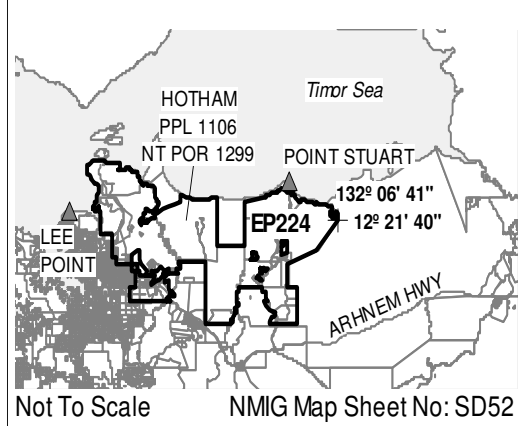 Timor Sea
HOTHAM
PPL 1106
NT POR 1299
POINT STUART
132º 06' 41"
12º 21' 40"
EP224
LEE
POINT
ARHNEM HWY
Not To Scale
NMIG Map Sheet No: SD52